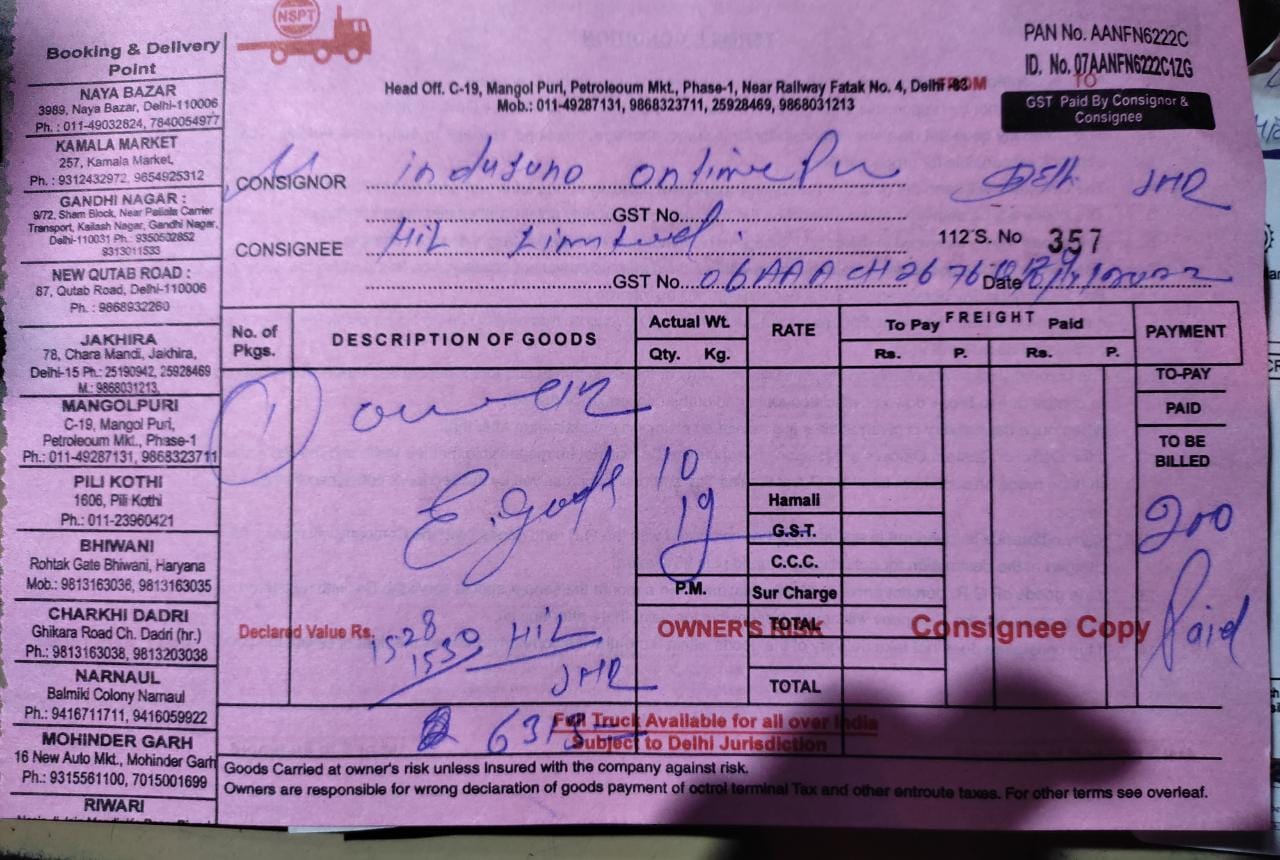 NSPT
PAN No. AANFN6222C
ID. No. 07AANFN6222C1ZG
Head Off. C-19, Mangol Puri, Petroleoum Mkt., Phase-1, Near Railway Fatak No. 4, Delhi-83
FROM
TO
Mob.: 011-49287131, 9868323711, 25928469, 9868031213
GST Paid By Consignor &
Consignee
Booking & Delivery
Point
NAYA BAZAR
3989, Naya Bazar, Delhi-110006
Ph. : 011-49032824, 7840054977
KAMALA MARKET
257, Kamala Market,
Ph. : 9312432972, 9654925312
GANDHI NAGAR :
9/72, Sham Block, Near Patiala Carrier
Transport, Kailash Nagar, Gandhi Nagar,
Delhi-110031 Ph.: 9350502852
9313011533
NEW QUTAB ROAD :
87, Qutab Road, Delhi-110006
Ph. : 9868932260
JAKHIRA
78, Chara Mandi, Jakhira,
Delhi-15 Ph.: 25190942, 25928469
M.: 9868031213,
MANGOLPURI
C-19, Mangol Puri,
Petroleoum Mkt., Phase-1
Ph.: 011-49287131, 9868323711
PILI KOTHI
1606, Pili Kothi
Ph.: 011-23960421
BHIWANI
Rohtak Gate Bhiwani, Haryana
Mob.: 9813163036, 9813163035
CHARKHI DADRI
Ghikara Road Ch. Dadri (hr.)
Ph.: 9813163038, 9813203038
NARNAUL
Balmiki Colony Narnaul
Ph.: 9416711711, 9416059922
MOHINDER GARH
16 New Auto Mkt., Mohinder Garh
Ph.: 9315561100, 7015001699
RIWARI
CONSIGNOR ontime Delh JHR
GST No.
CONSIGNEE HiL Limited. 112'S. No 357
GST No. 06AAACH2676 Date
No. of
Pkgs.
DESCRIPTION OF GOODS
Actual Wt.
Qty. Kg.
RATE
FREIGHT
To Pay Paid
Rs. P. Rs. P.
PAYMENT
TO-PAY
PAID
TO BE
BILLED
1
E. goods 10
19
200
Paid
Hamali
G.S.T.
C.C.C.
P.M. Sur Charge
TOTAL
TOTAL
Declared Value Rs. 1528
1530 HiL
JHR
OWNER'S RISK
Consignee Copy
6313
Full Truck Available for all over India
Subject to Delhi Jurisdiction
Goods Carried at owner's risk unless Insured with the company against risk.
Owners are responsible for wrong declaration of goods payment of octroi terminal Tax and other entroute taxes. For other terms see overleaf.